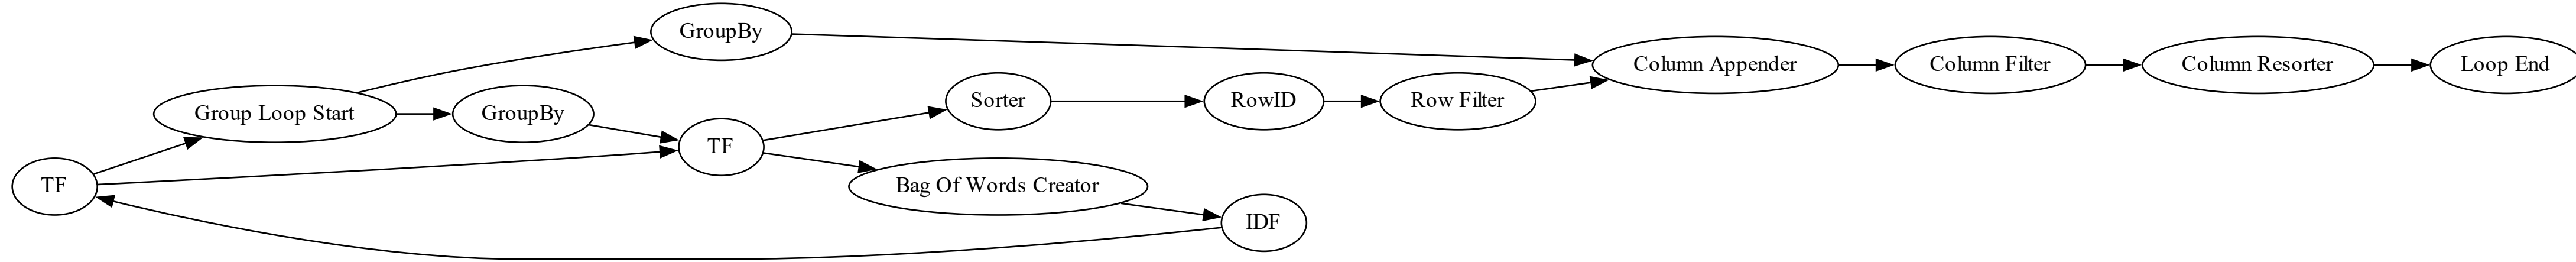 GroupBy
Column Appender
Column Filter
Column Resorter
Loop End
Sorter
RowID
Row Filter
Group Loop Start
GroupBy
TF
TF
Bag Of Words Creator
IDF